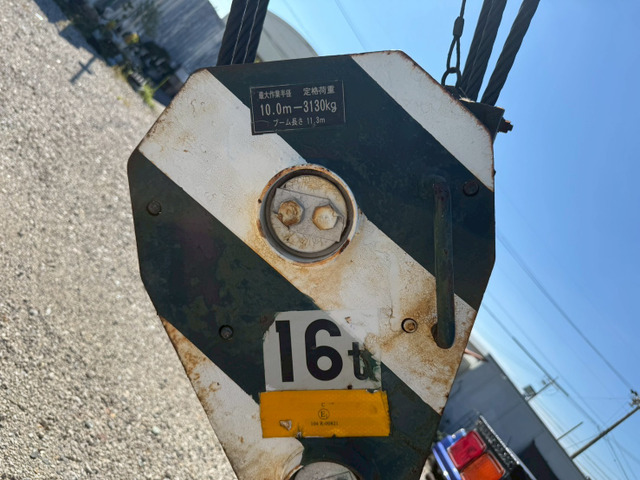 最大作業半径 定格荷重
10.0m－3130kg
ブーム長さ 11.3m
16t